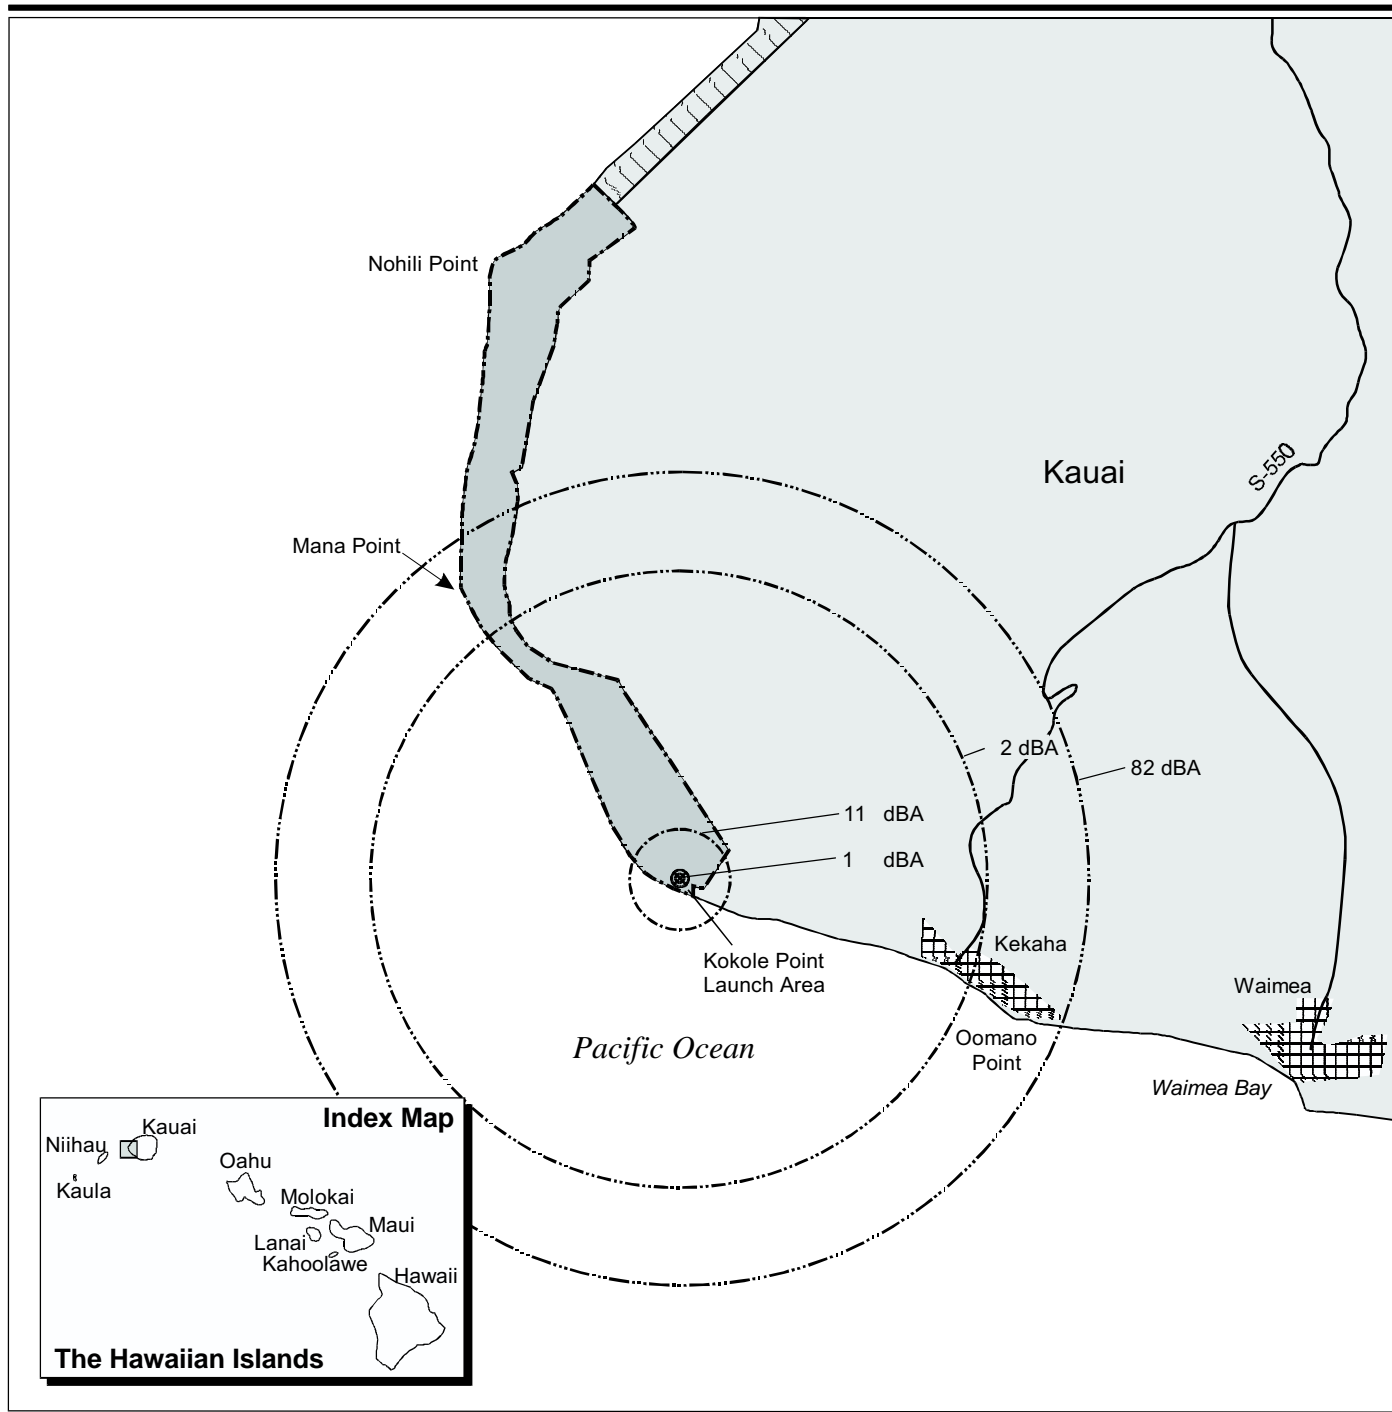 Nohili Point
Kauai
S-550
Mana Point
2 dBA
82 dBA
11 dBA
1 dBA
Kekaha
Kokole Point
Launch Area
Waimea
Oomano
Point
Pacific Ocean
Waimea Bay
Index Map
Kauai
Niihau
Oahu
Kaula
Molokai
Maui
Lanai
Kahoolawe
Hawaii
The Hawaiian Islands